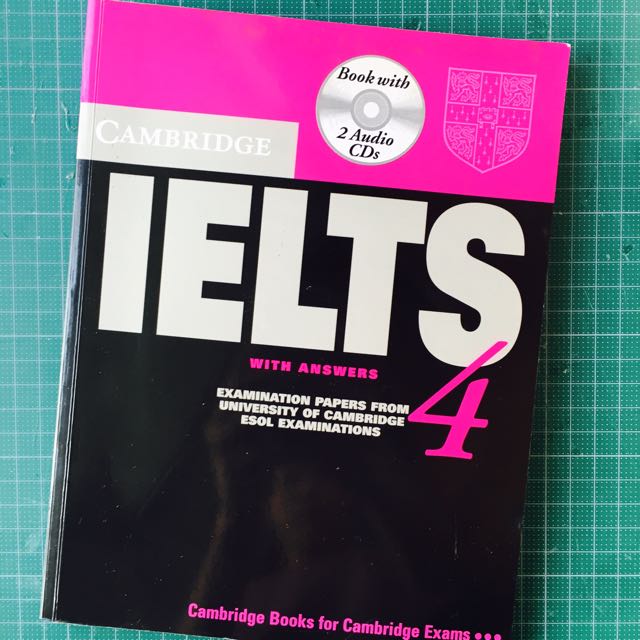 Book with
2 Audio
CDs
CAMBRIDGE
IELTS
4
WITH ANSWERS
EXAMINATION PAPERS FROM
UNIVERSITY OF CAMBRIDGE
ESOL EXAMINATIONS
Cambridge Books for Cambridge Exams •••